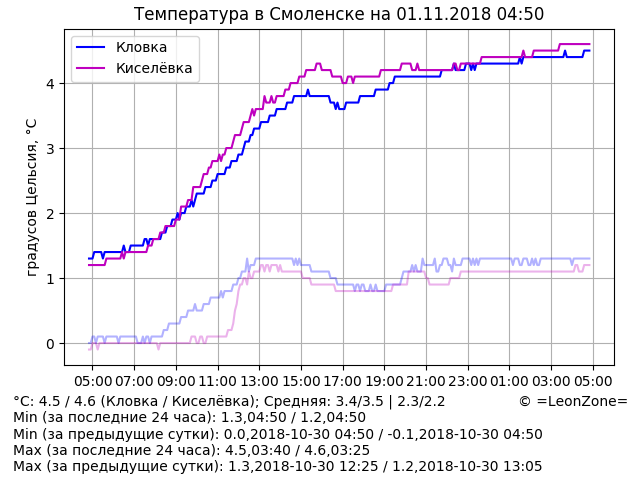 Температура в Смоленске на 01.11.2018 04:50
Кловка
Киселёвка
градусов Цельсия, °C
4
3
2
1
0
05:00 07:00 09:00 11:00 13:00 15:00 17:00 19:00 21:00 23:00 01:00 03:00 05:00
°C: 4.5 / 4.6 (Кловка / Киселёвка); Средняя: 3.4/3.5 | 2.3/2.2 © =LeonZone=
Min (за последние 24 часа): 1.3,04:50 / 1.2,04:50
Min (за предыдущие сутки): 0.0,2018-10-30 04:50 / -0.1,2018-10-30 04:50
Max (за последние 24 часа): 4.5,03:40 / 4.6,03:25
Max (за предыдущие сутки): 1.3,2018-10-30 12:25 / 1.2,2018-10-30 13:05